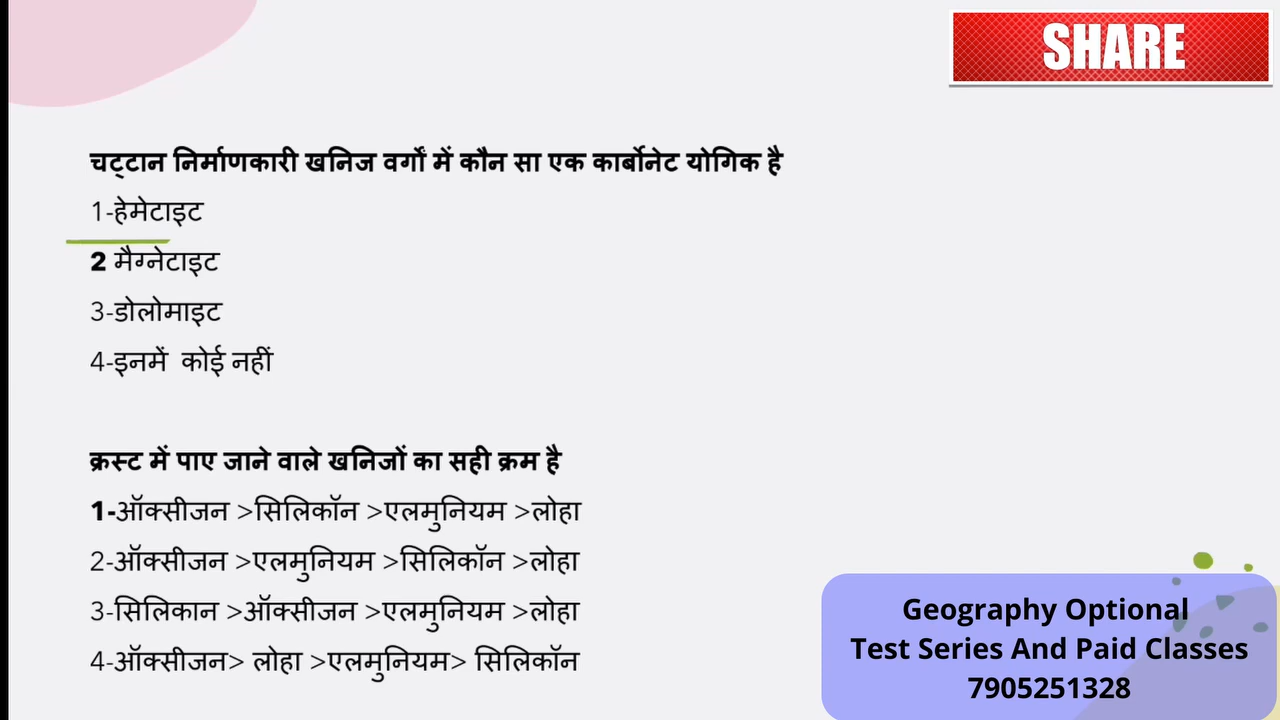 SHARE
चट्टान निर्माणकारी खनिज वर्गों में कौन सा एक कार्बोनेट योगिक है
1-हेमेटाइट
2 मैग्नेटाइट
3-डोलोमाइट
4-इनमें कोई नहीं
क्रस्ट में पाए जाने वाले खनिजों का सही क्रम है
1-ऑक्सीजन >सिलिकॉन >एलमुनियम >लोहा
2-ऑक्सीजन >एलमुनियम >सिलिकॉन >लोहा
3-सिलिकान >ऑक्सीजन >एलमुनियम >लोहा
4-ऑक्सीजन> लोहा >एलमुनियम> सिलिकॉन
Geography Optional
Test Series And Paid Classes
7905251328